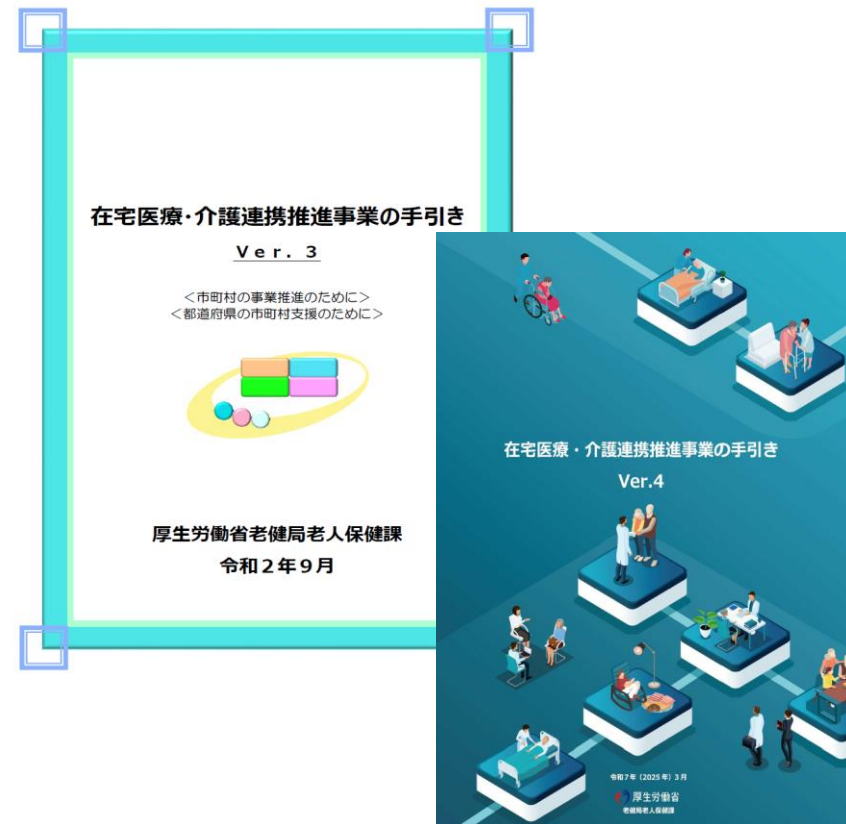 在宅医療・介護連携推進事業の手引き
Ver. 3
＜市町村の事業推進のために＞
＜都道府県の市町村支援のために＞
厚生労働省老健局老人保健課
令和２年９月
在宅医療・介護連携推進事業の手引き
Ver.4
令和7年（2025年）3月
厚生労働省
老健局老人保健課